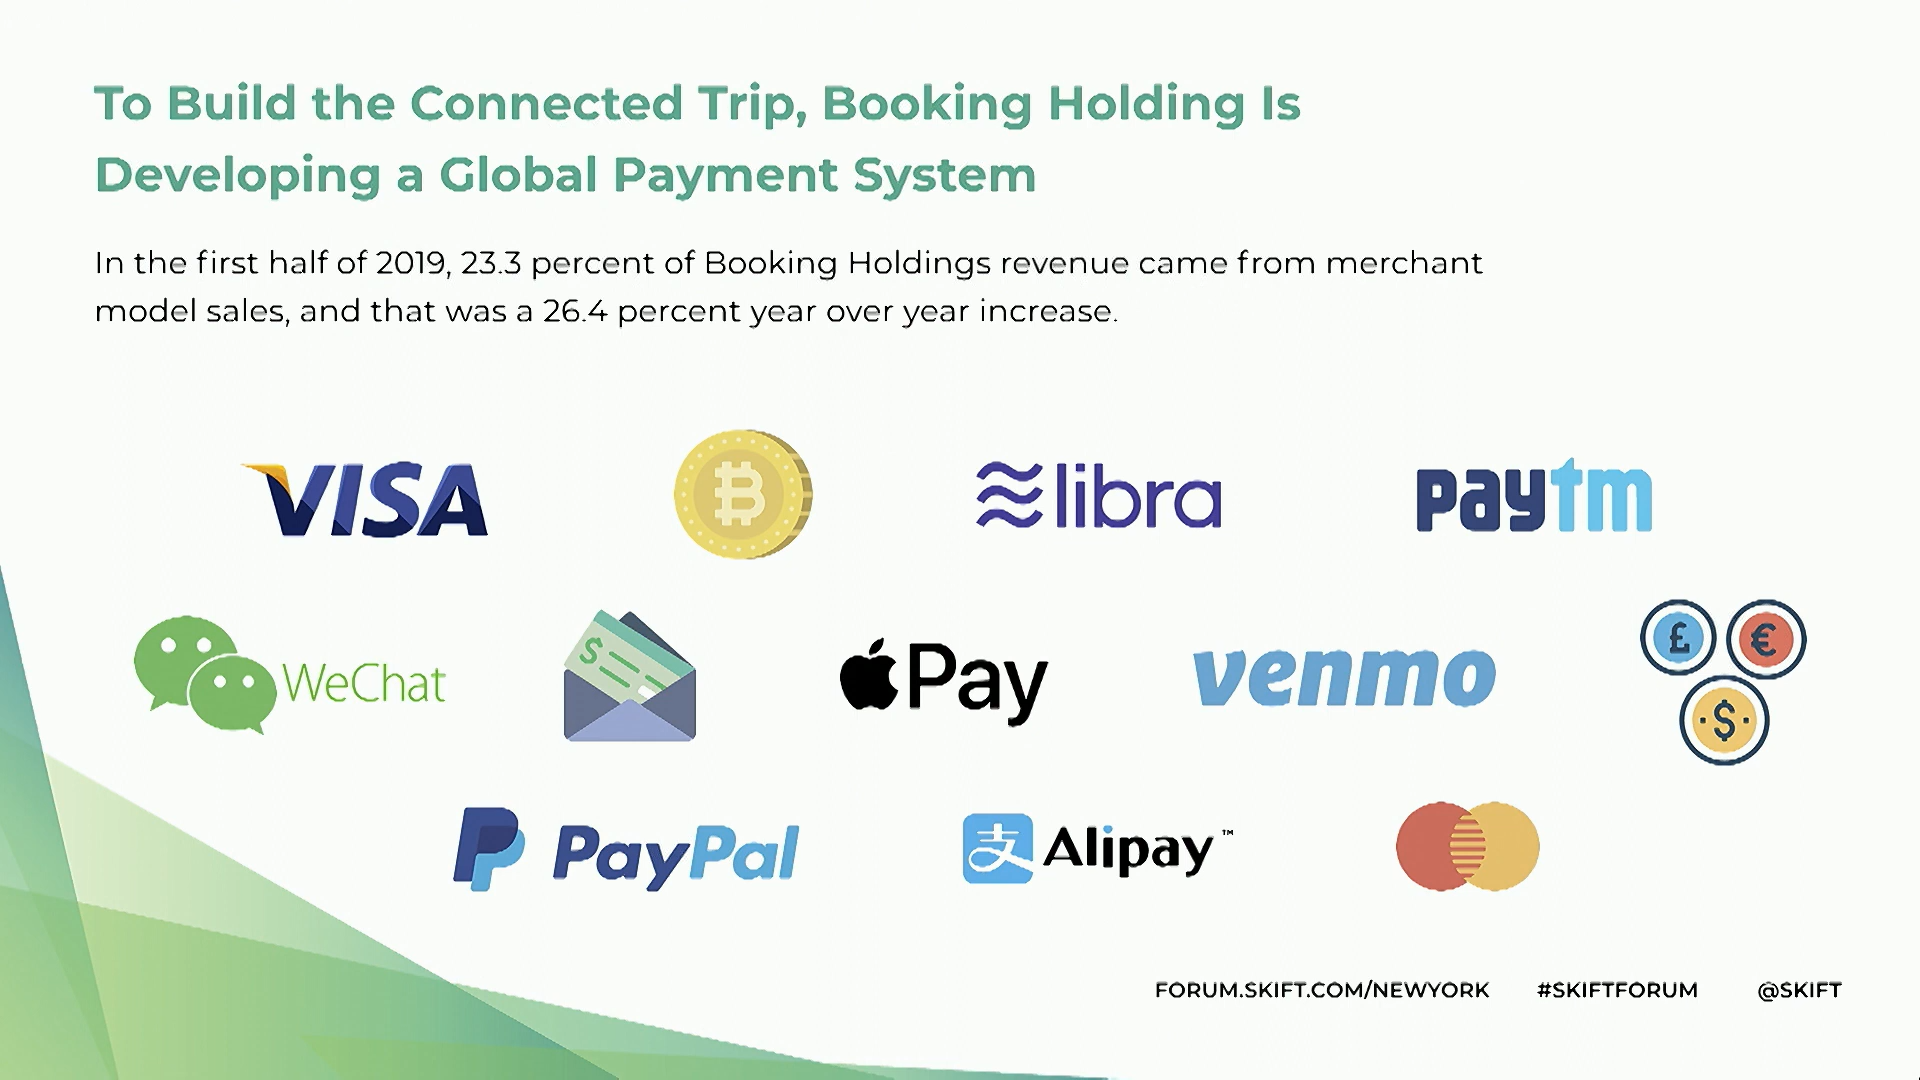 To Build the Connected Trip, Booking Holding Is
Developing a Global Payment System
In the first half of 2019, 23.3 percent of Booking Holdings revenue came from merchant
model sales, and that was a 26.4 percent year over year increase.
VISA
₿
libra
paytm
WeChat
$
Pay
venmo
£ €
$
PayPal
支 Alipay™
FORUM.SKIFT.COM/NEWYORK #SKIFTFORUM @SKIFT